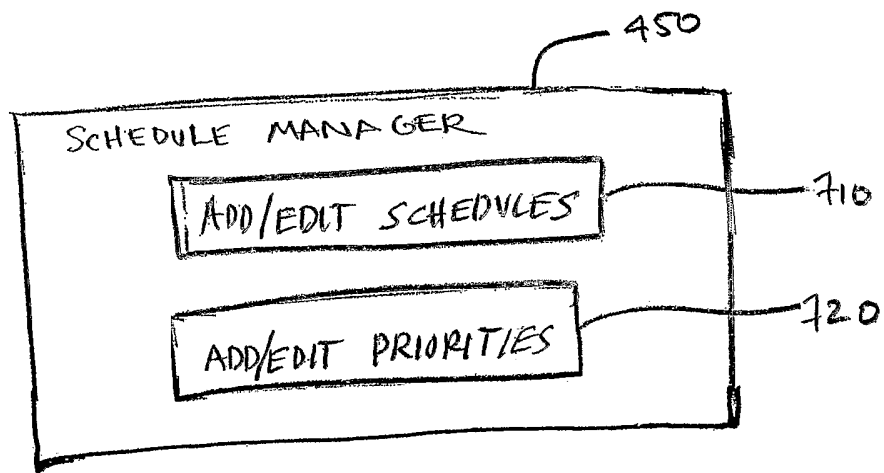 450
SCHEDULE MANAGER
ADD/EDIT SCHEDULES
710
ADD/EDIT PRIORITIES
720